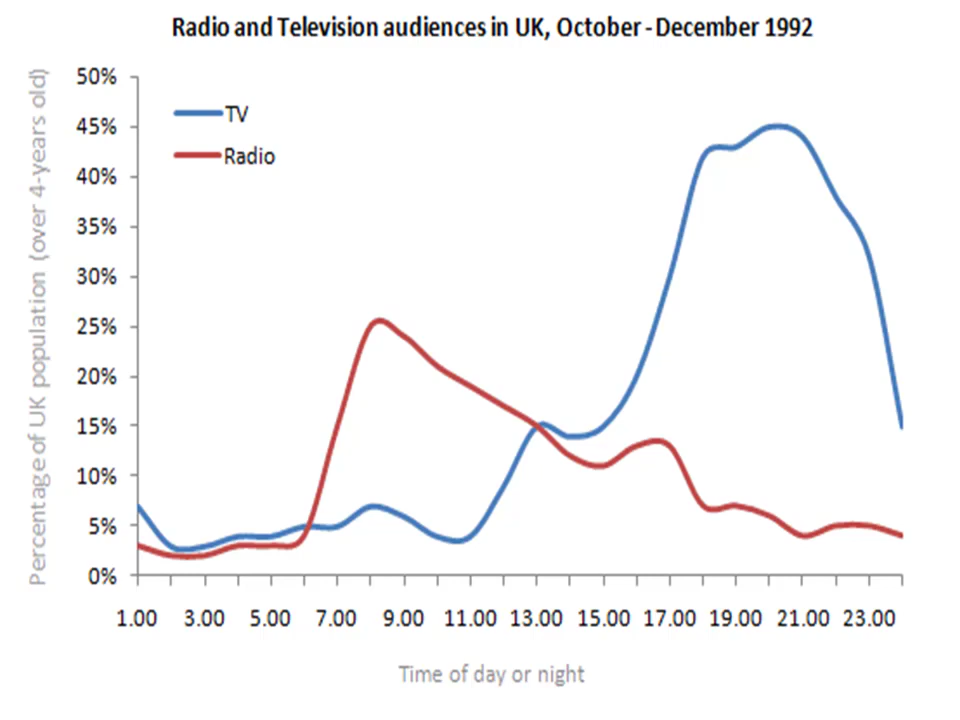 Radio and Television audiences in UK, October - December 1992
Percentage of UK population (over 4-years old)
50%
45%
40%
35%
30%
25%
20%
15%
10%
5%
0%
TV
Radio
1.00 3.00 5.00 7.00 9.00 11.00 13.00 15.00 17.00 19.00 21.00 23.00
Time of day or night